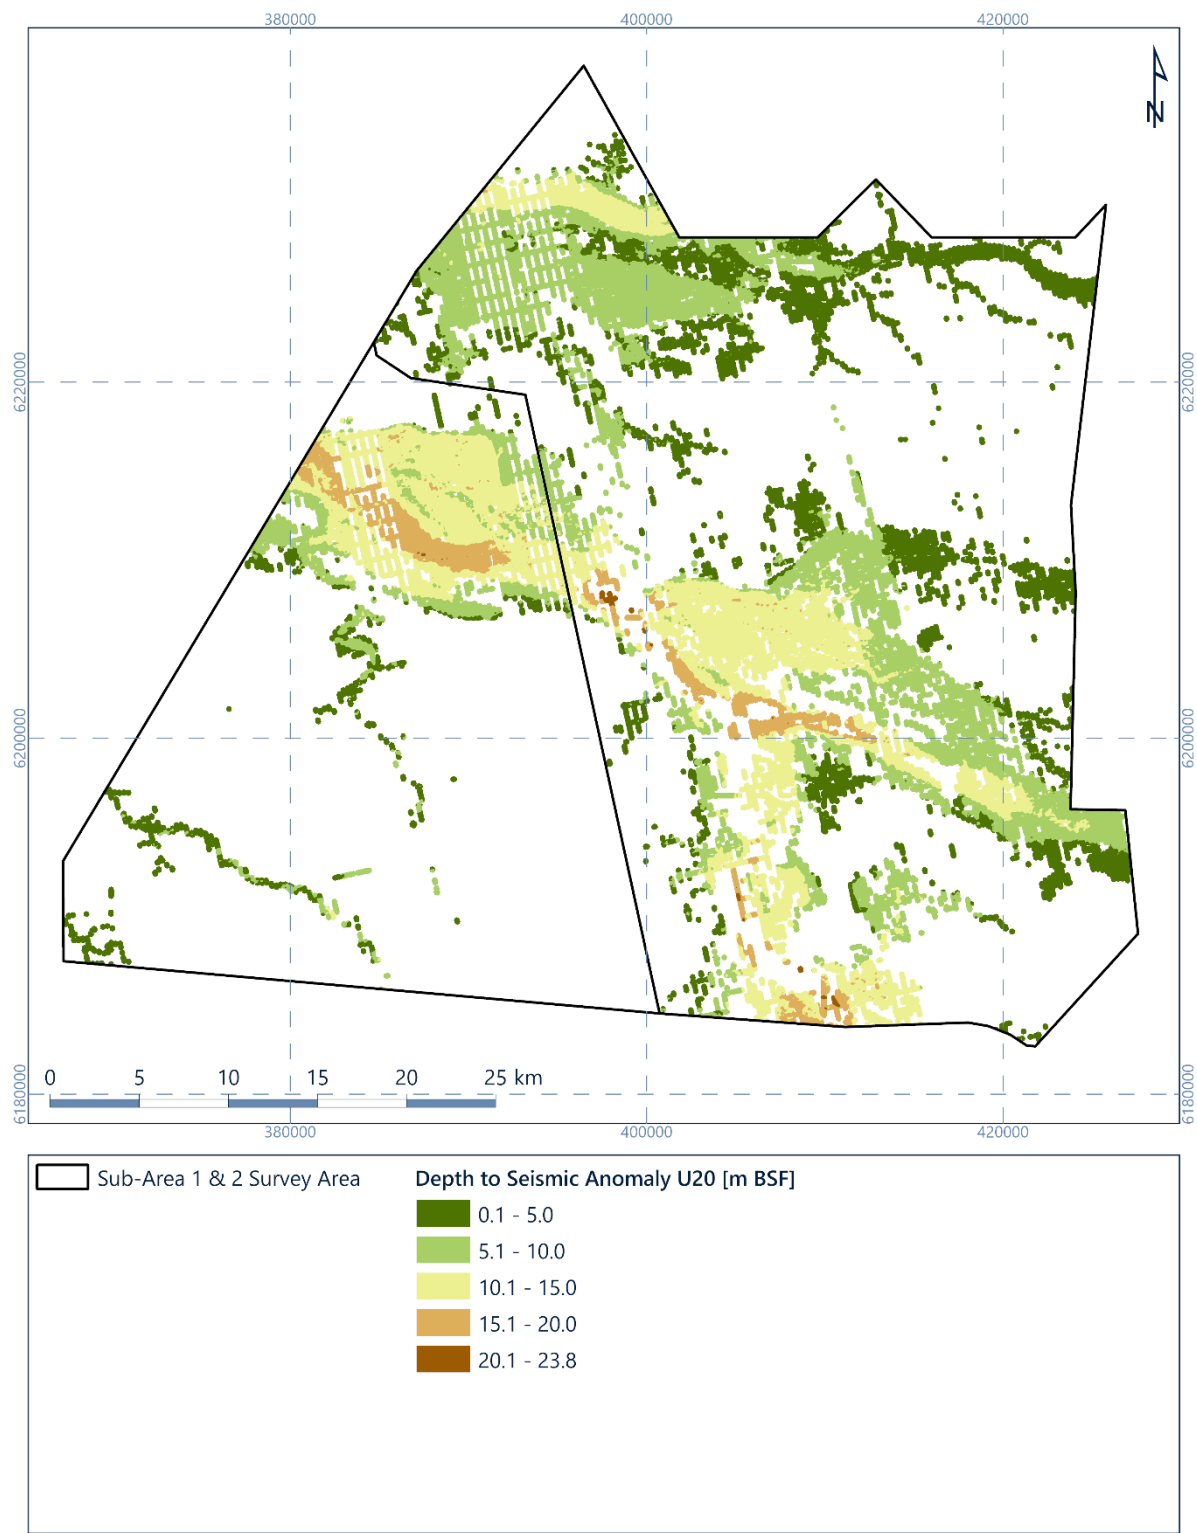 380000 400000 420000
N
6220000 6220000
6200000 6200000
0 5 10 15 20 25 km
6180000 6180000
380000 400000 420000
Sub-Area 1 & 2 Survey Area
Depth to Seismic Anomaly U20 [m BSF]
0.1 - 5.0
5.1 - 10.0
10.1 - 15.0
15.1 - 20.0
20.1 - 23.8